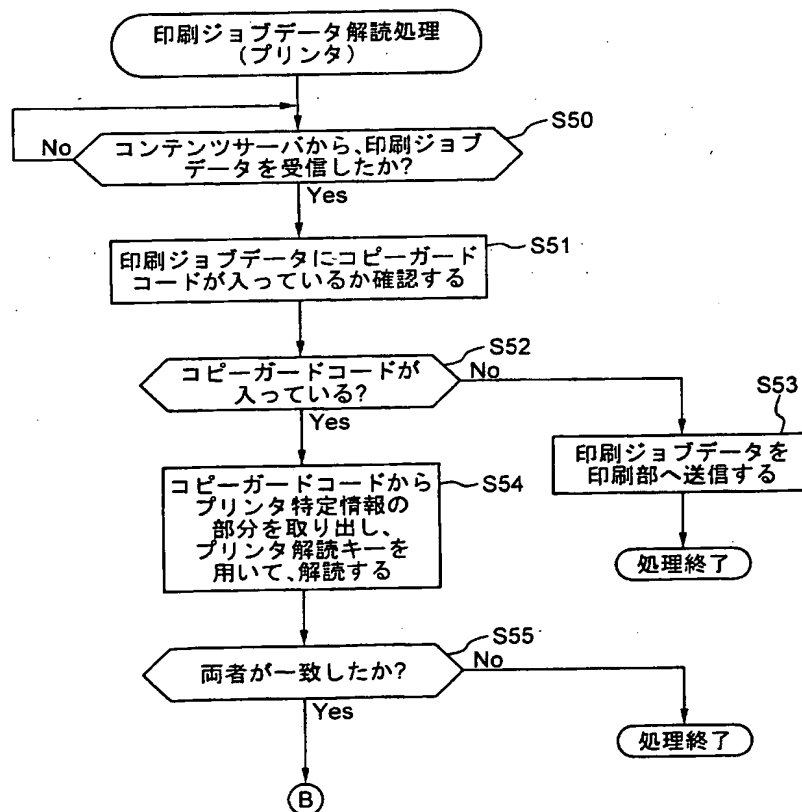 印刷ジョブデータ解読処理
（プリンタ）
S50
No
コンテンツサーバから、印刷ジョブ
データを受信したか?
Yes
S51
印刷ジョブデータにコピーガード
コードが入っているか確認する
S52
コピーガードコードが
入っている?
No
Yes
S53
印刷ジョブデータを
印刷部へ送信する
処理終了
S54
コピーガードコードから
プリンタ特定情報の
部分を取り出し、
プリンタ解読キーを
用いて、解読する
S55
両者が一致したか?
No
Yes
処理終了
B